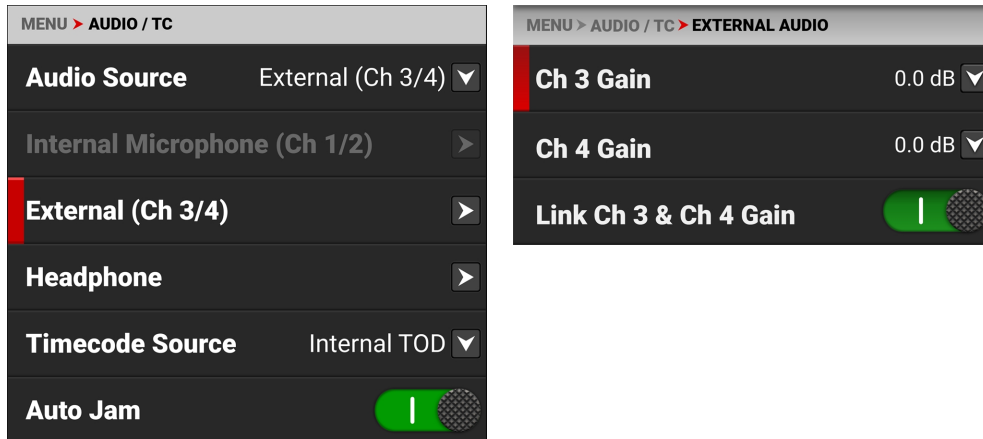 MENU > AUDIO / TC
Audio Source External (Ch 3/4)
Internal Microphone (Ch 1/2)
External (Ch 3/4)
Headphone
Timecode Source Internal TOD
Auto Jam
MENU > AUDIO / TC > EXTERNAL AUDIO
Ch 3 Gain 0.0 dB
Ch 4 Gain 0.0 dB
Link Ch 3 & Ch 4 Gain